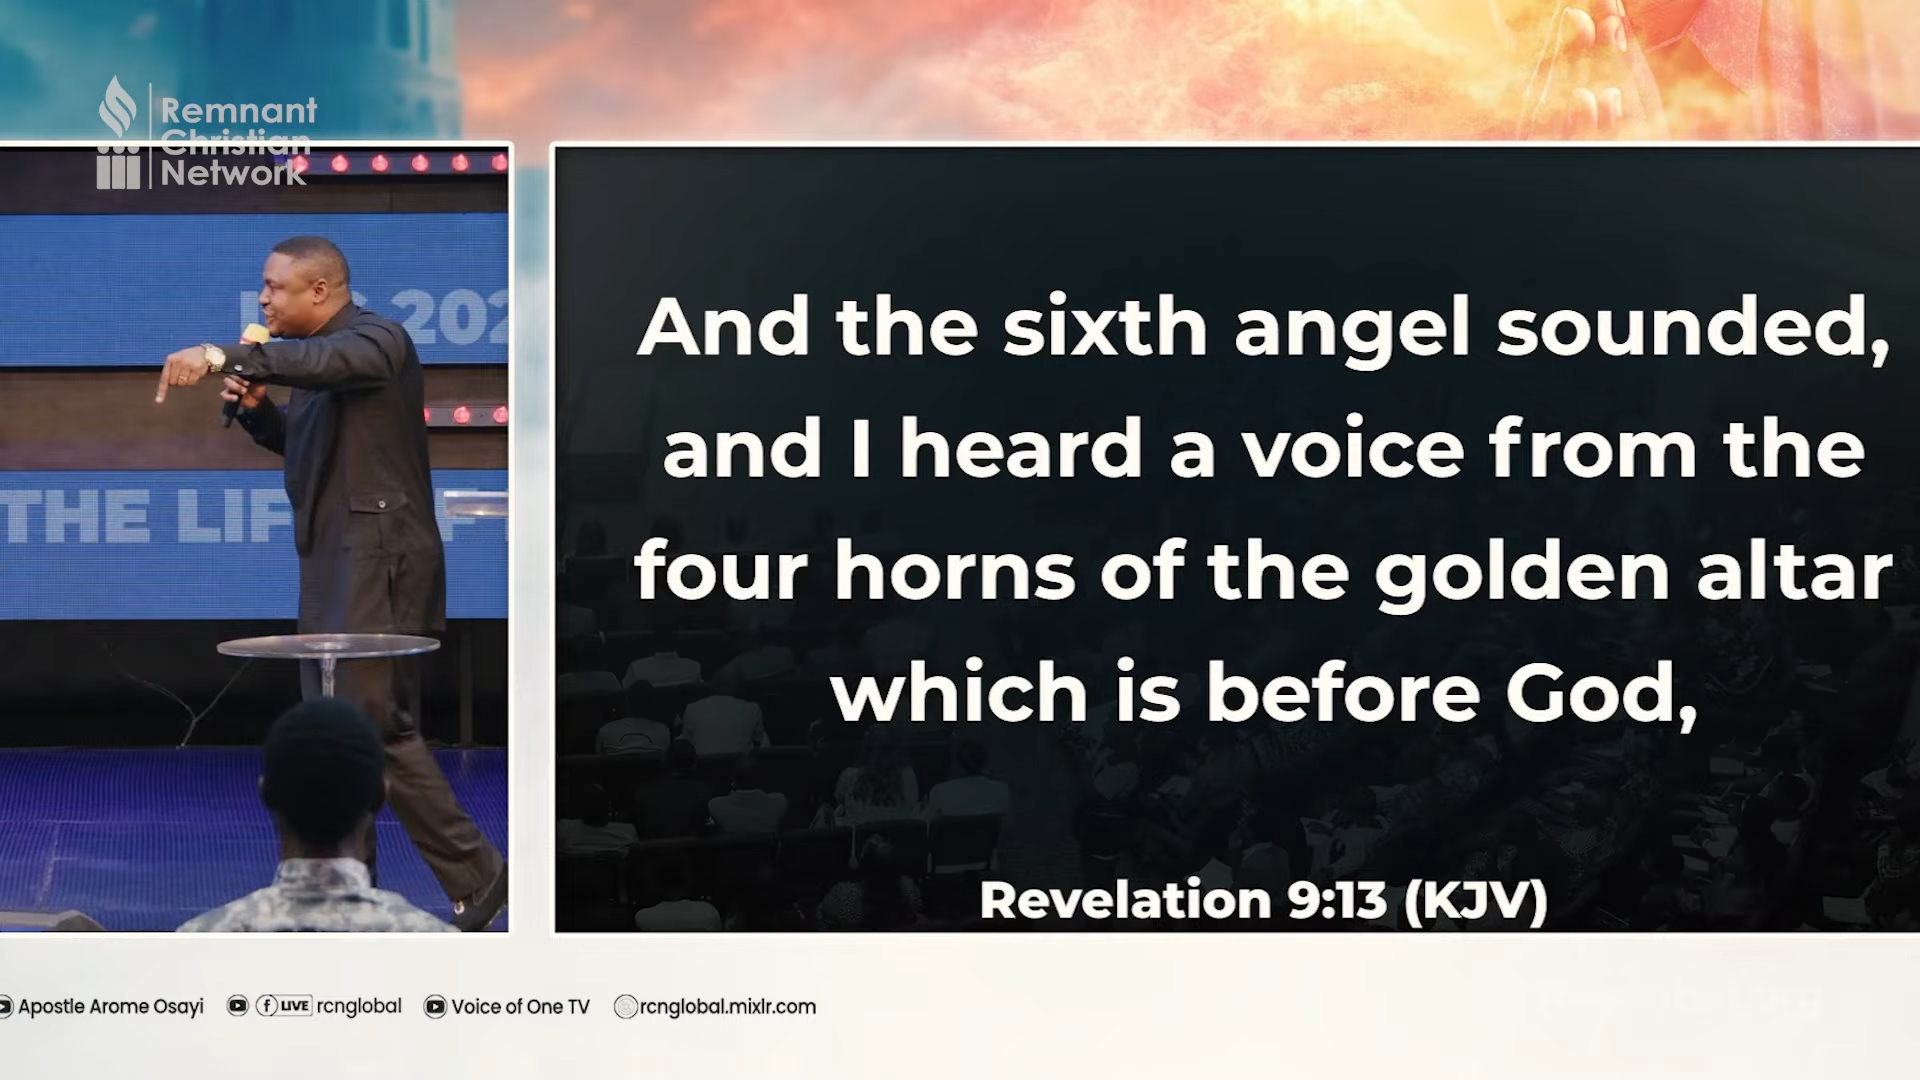 Remnant
Christian
Network
202
THE LIF
And the sixth angel sounded,
and I heard a voice from the
four horns of the golden altar
which is before God,
Revelation 9:13 (KJV)
Apostle Arome Osayi
LIVE rcnglobal
Voice of One TV
rcnglobal.mixlr.com